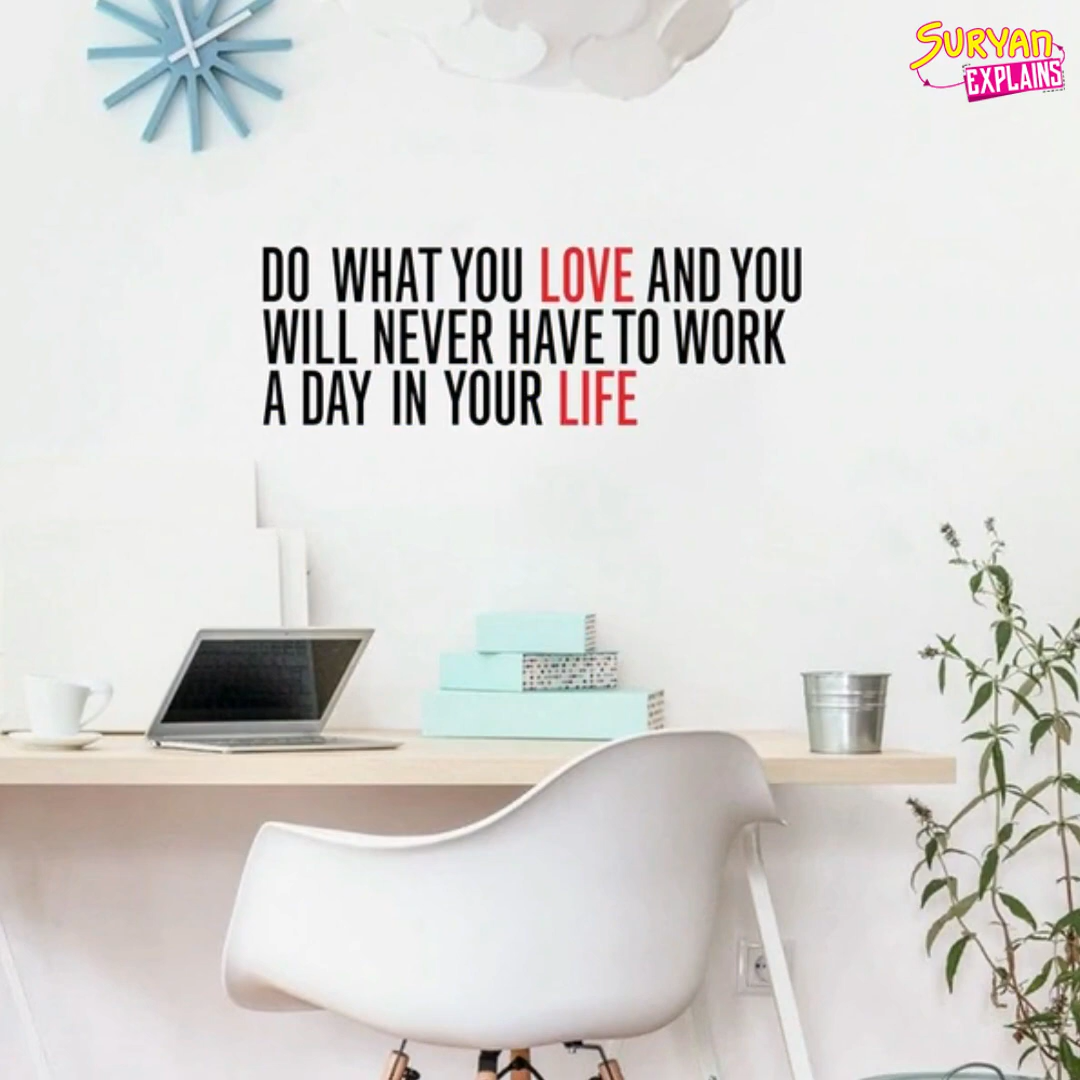 SURYAN
EXPLAINS
DO WHAT YOU LOVE AND YOU
WILL NEVER HAVE TO WORK
A DAY IN YOUR LIFE